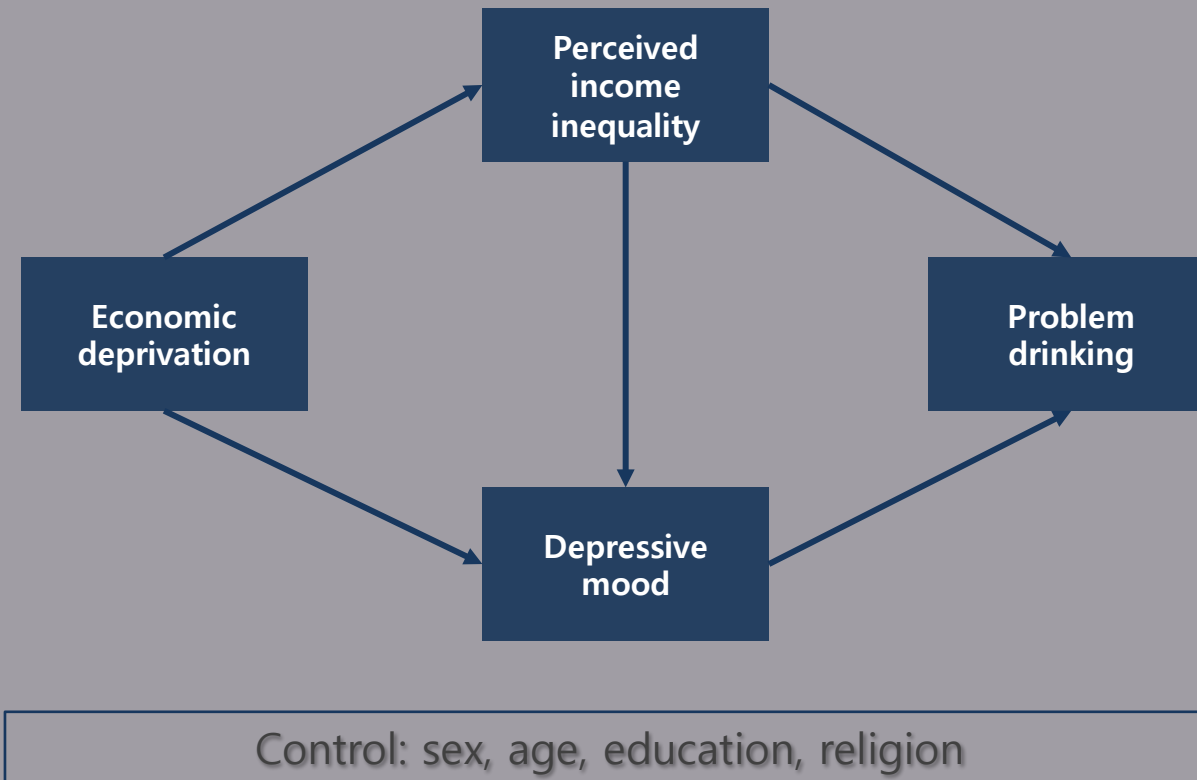 Perceived
income
inequality
Economic
deprivation
Problem
drinking
Depressive
mood
Control: sex, age, education, religion